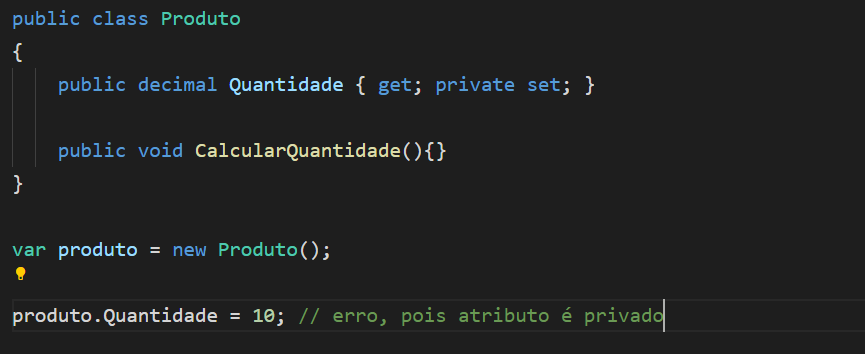 public class Produto
{
public decimal Quantidade { get; private set; }
public void CalcularQuantidade(){}
}
var produto = new Produto();
produto.Quantidade = 10; // erro, pois atributo é privado